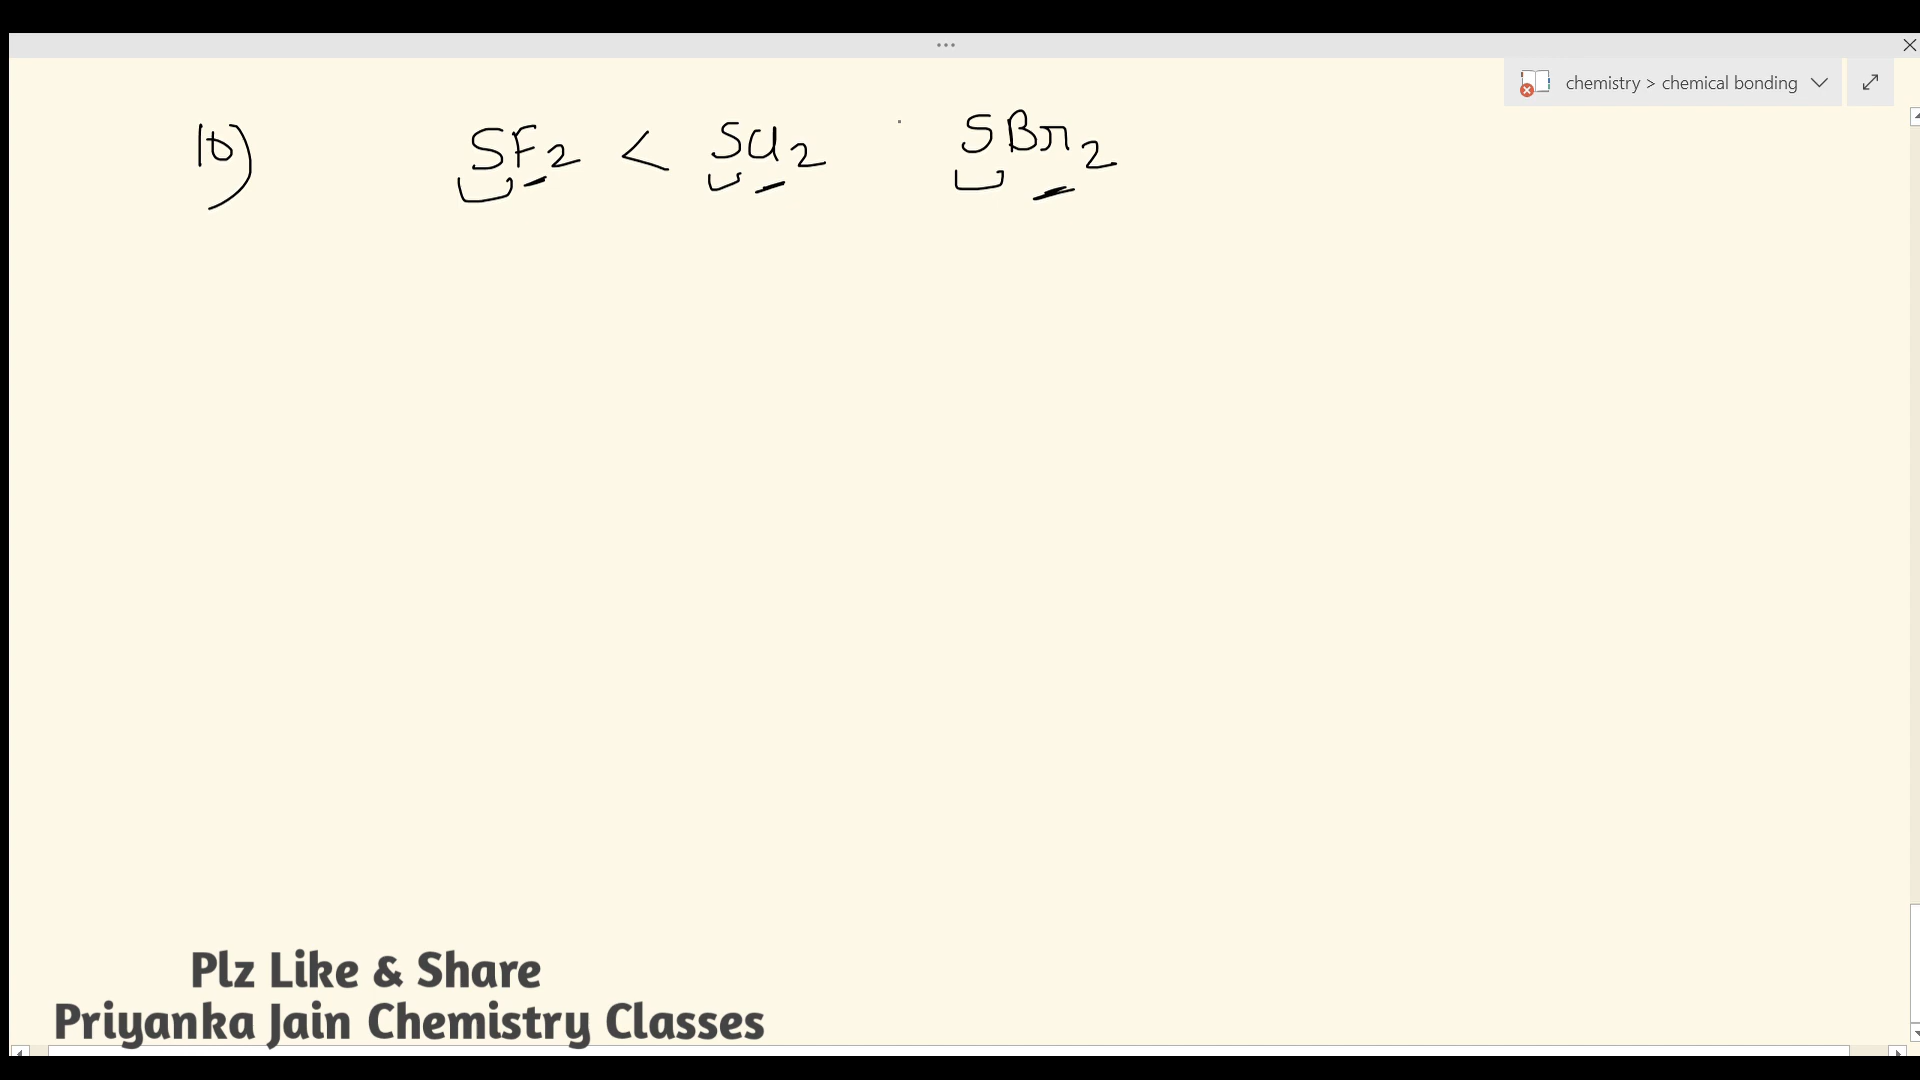 chemistry > chemical bonding
10) SF2 < SCl2 SBr2
Plz Like & Share
Priyanka Jain Chemistry Classes